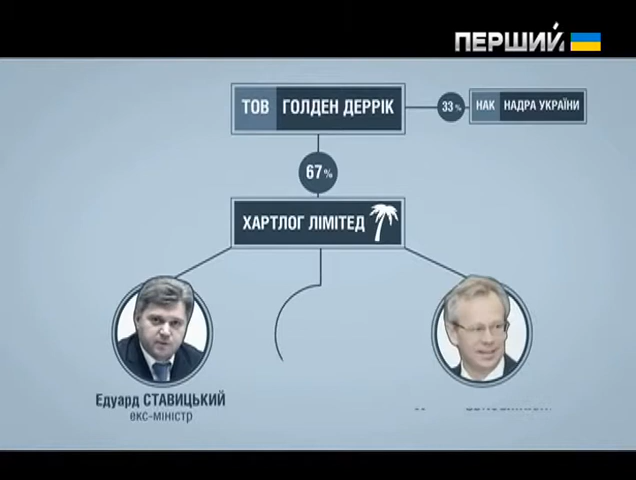 ПЕРШИЙ
ТОВ ГОЛДЕН ДЕРРІК
33% НАК НАДРА УКРАЇНИ
67%
ХАРТЛОГ ЛІМІТЕД
Едуард СТАВИЦЬКИЙ
екс-міністр